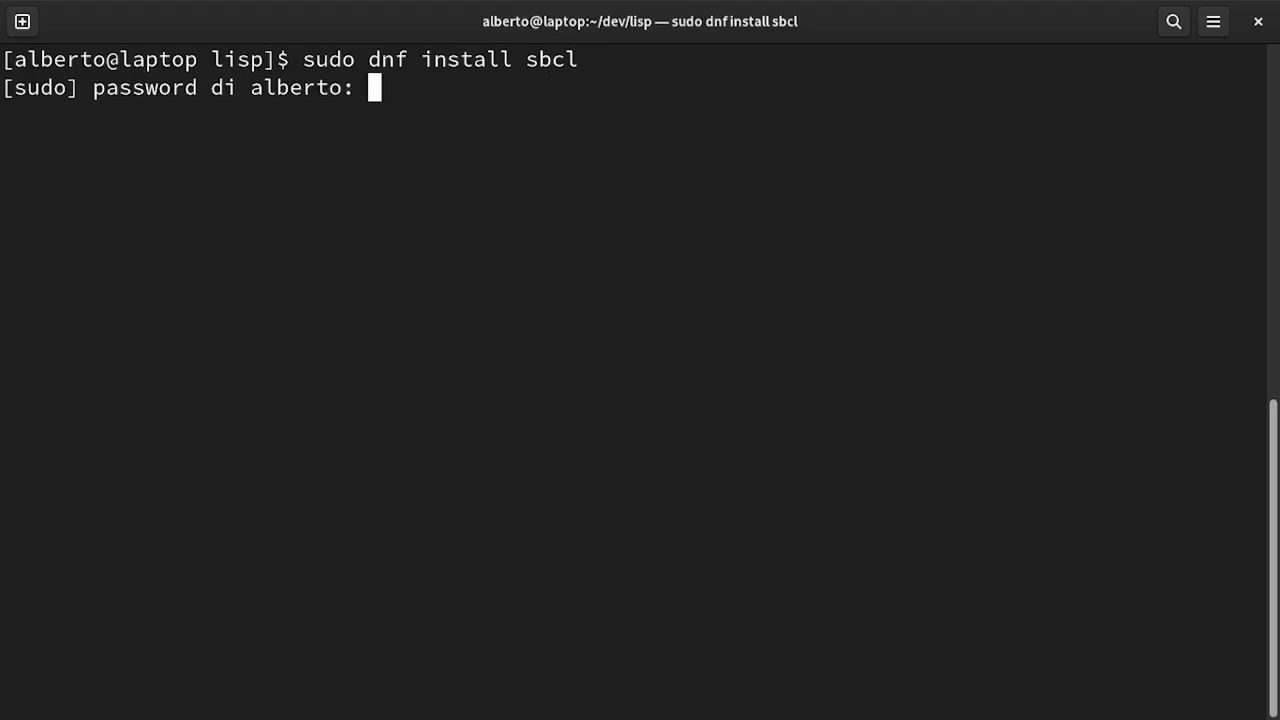 alberto@laptop:~/dev/lisp — sudo dnf install sbcl
[alberto@laptop lisp]$ sudo dnf install sbcl
[sudo] password di alberto: